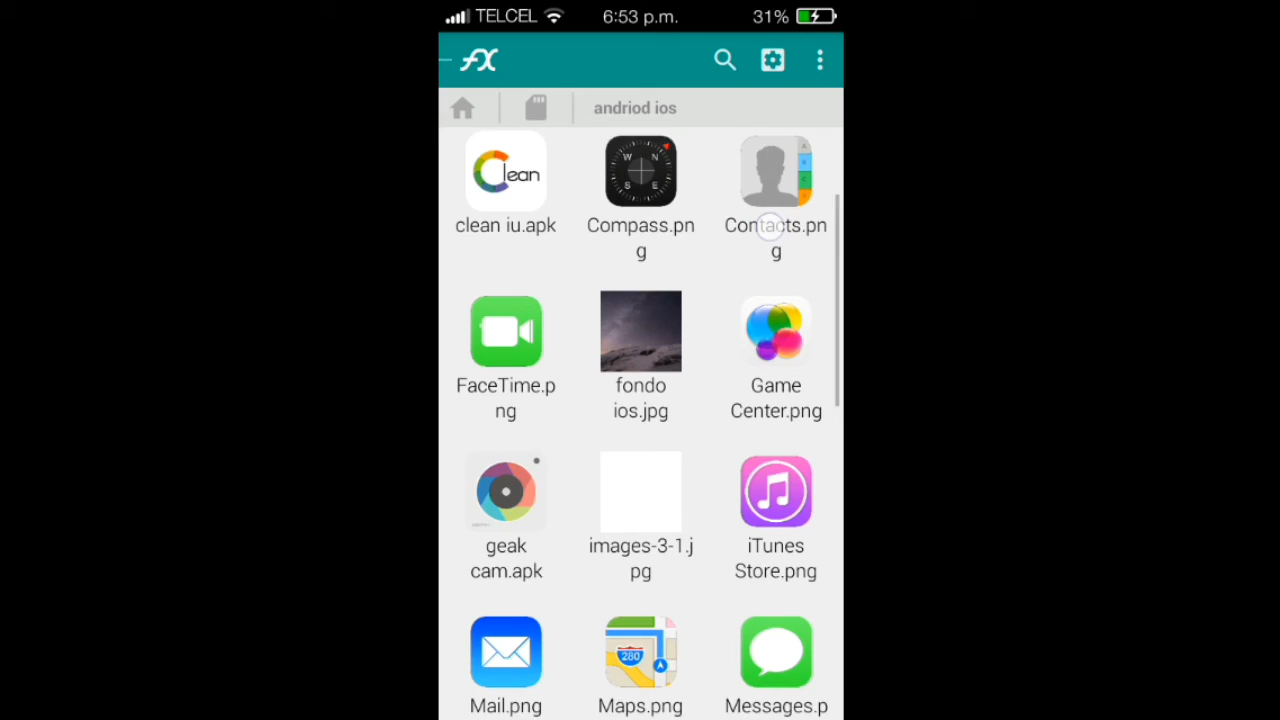 TELCEL 6:53 p.m. 31%
FX
andriod ios
Clean W N S E A
clean iu.apk Compass.pn Contacts.pn
g g
FaceTime.p fondo Game
ng ios.jpg Center.png
geak images-3-1.j iTunes
cam.apk pg Store.png
280
Mail.png Maps.png Messages.p